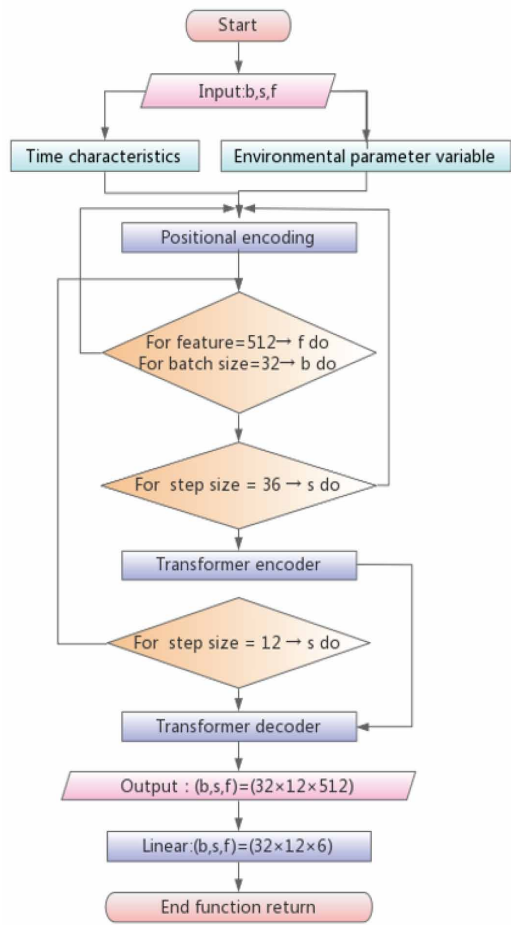 Start
Input:b,s,f
Time characteristics
Environmental parameter variable
Positional encoding
For feature=512→ f do
For batch size=32→ b do
For step size = 36 → s do
Transformer encoder
For step size = 12 → s do
Transformer decoder
Output : (b,s,f)=(32×12×512)
Linear:(b,s,f)=(32×12×6)
End function return